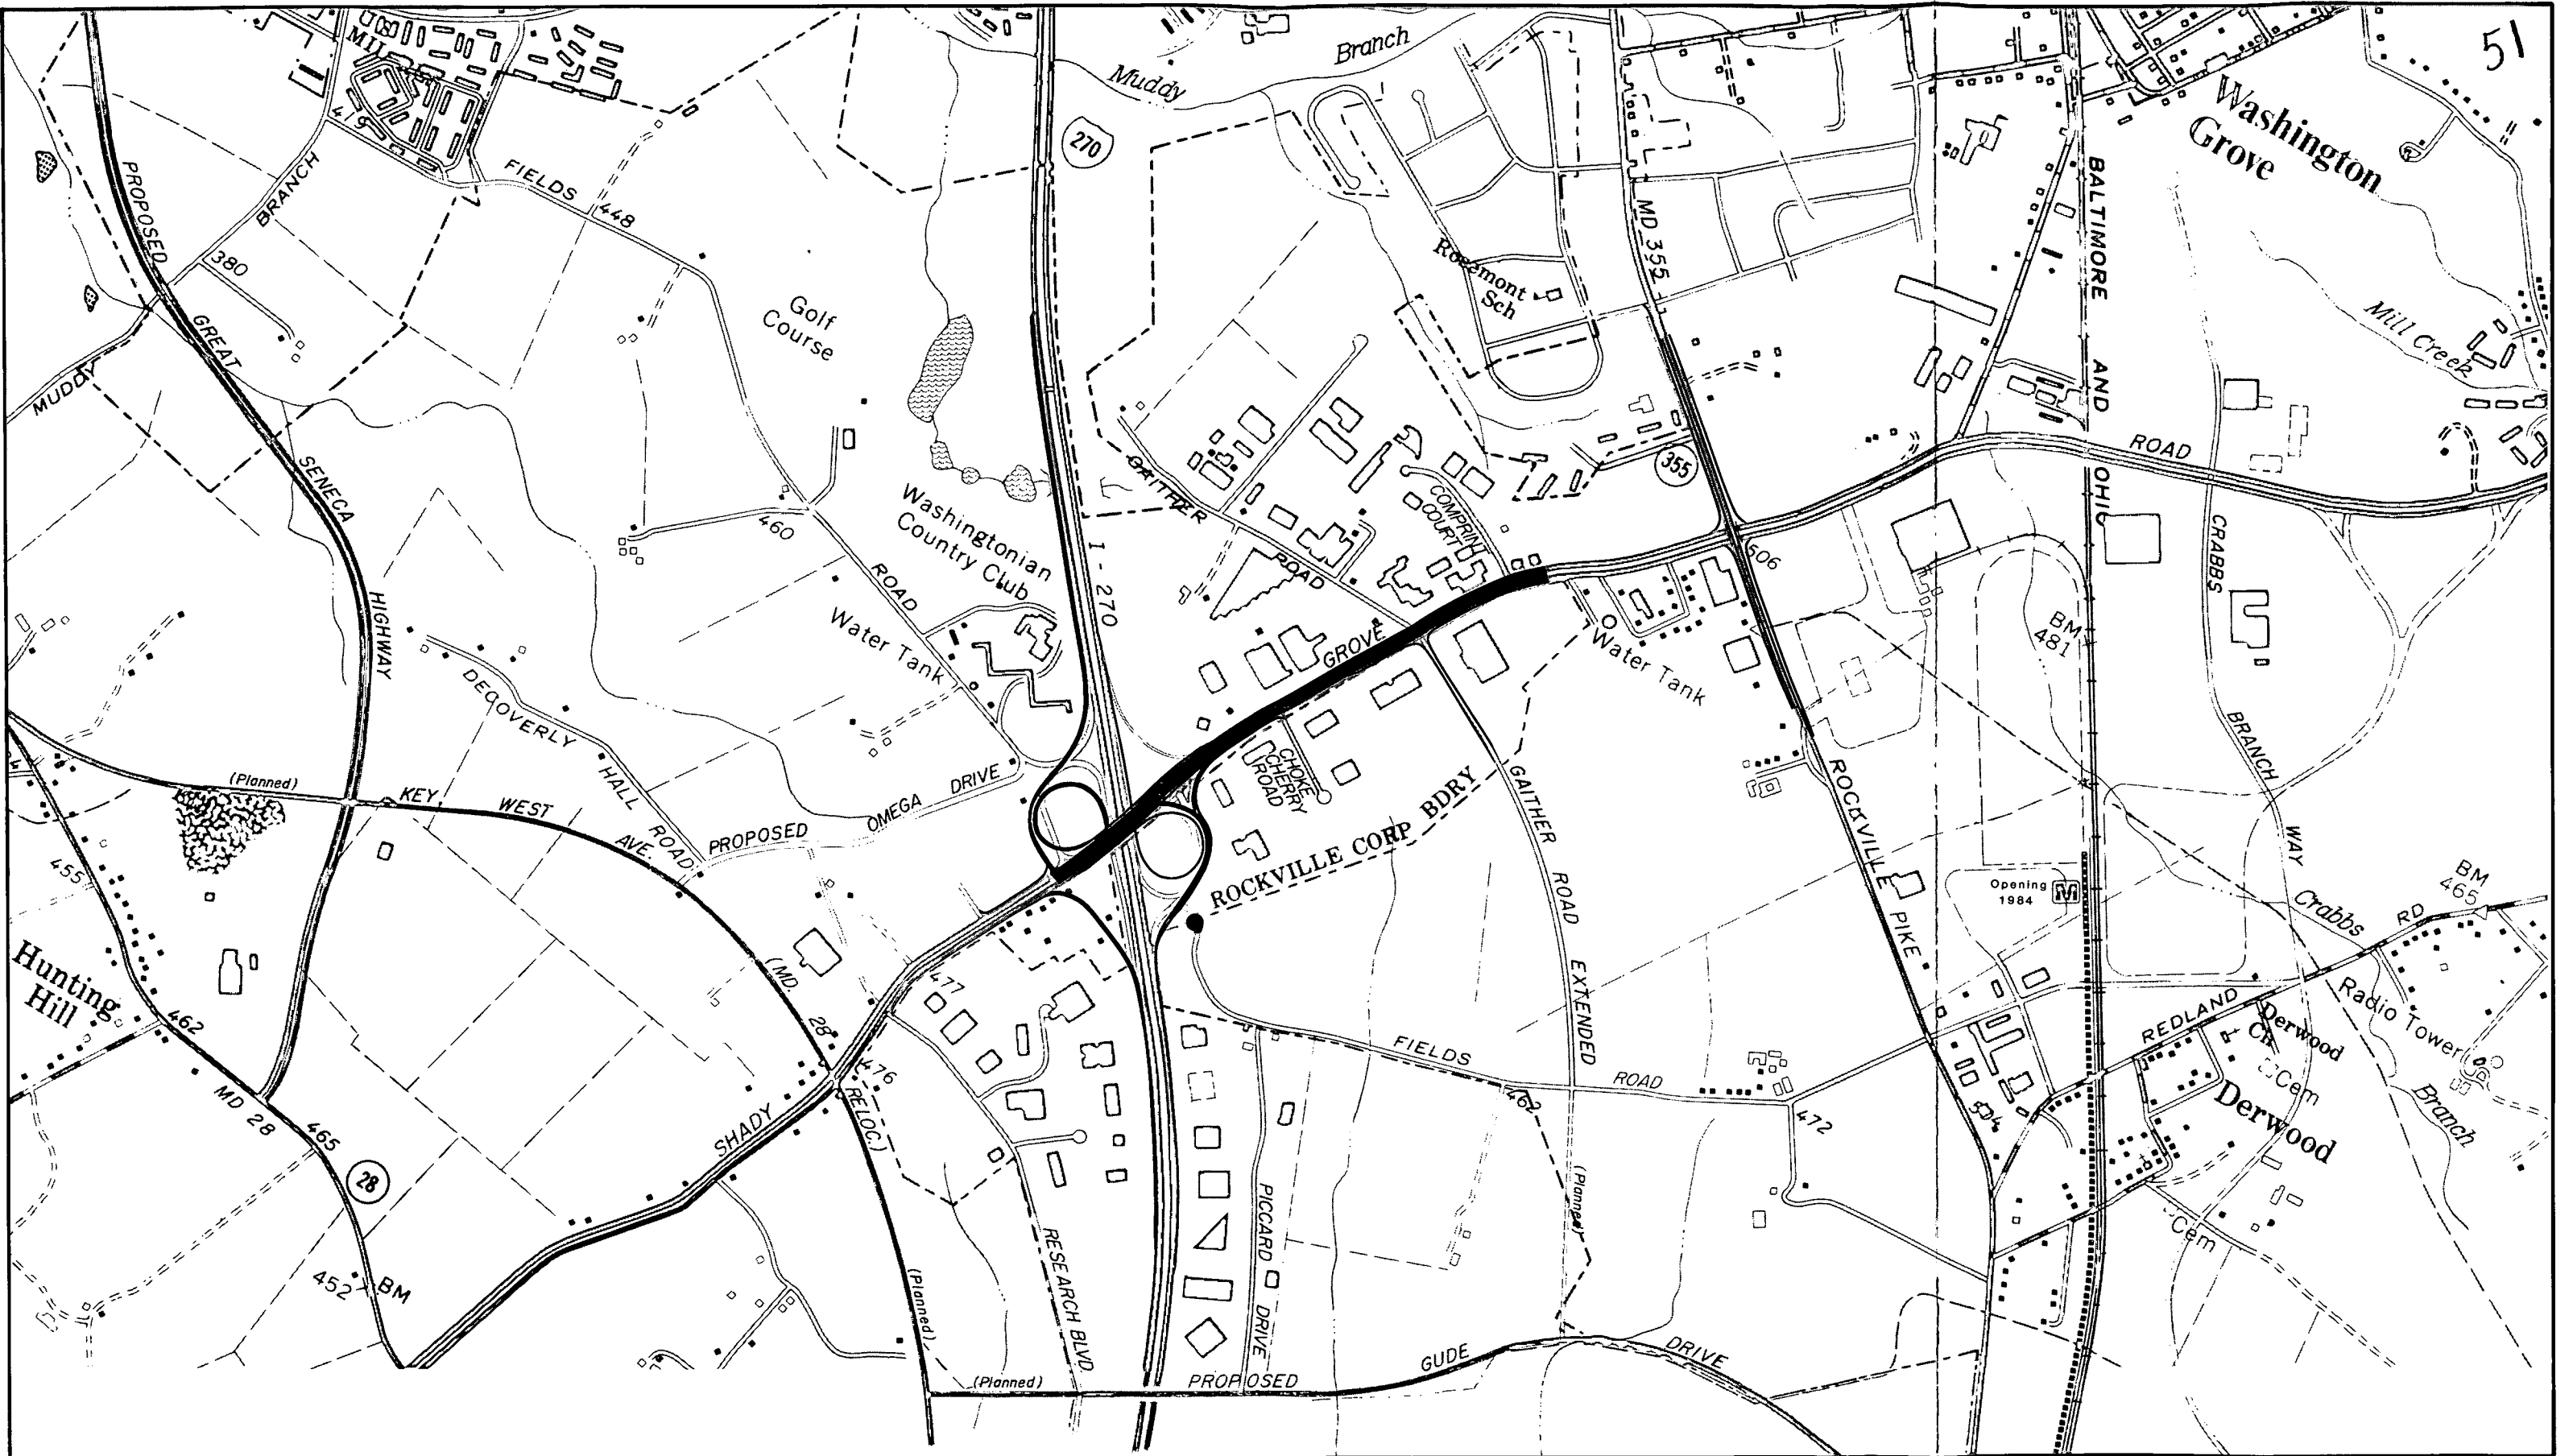 51
MU
Muddy
Branch
Washington
Grove
270
419
BRANCH
FIELDS
448
PROPOSED
380
GREAT
MUDDY
SENECA
HIGHWAY
Golf
Course
Rosemont
Sch
MD 355
BALTIMORE AND OHIO
Mill Creek
ROAD
355
GAITHER
ROAD
COMPRINT
COURT
Washingtonian
Country Club
460
ROAD
I-270
Water Tank
506
CRABBS
BRANCH
WAY
BM
481
GROVE
Water Tank
DECOVERLY
HALL
ROAD
(Planned)
KEY
WEST
AVE.
(MD.
28
RELOC.)
PROPOSED
OMEGA DRIVE
CHOKE
CHERRY
ROAD
ROCKVILLE CORP BDRY
GAITHER
ROAD
EXTENDED
(Planned)
ROCKVILLE
PIKE
Opening
1984
M
BM
465
Crabbs
Branch
RD
REDLAND
Radio Tower
Derwood
Ch
Cem
Derwood
Cem
504
455
Hunting
Hill
462
MD 28
465
28
452
BM
SHADY
477
476
FIELDS
ROAD
462
472
RESEARCH BLVD.
PICCARD
DRIVE
(Planned)
(Planned)
PROPOSED
GUDE
DRIVE